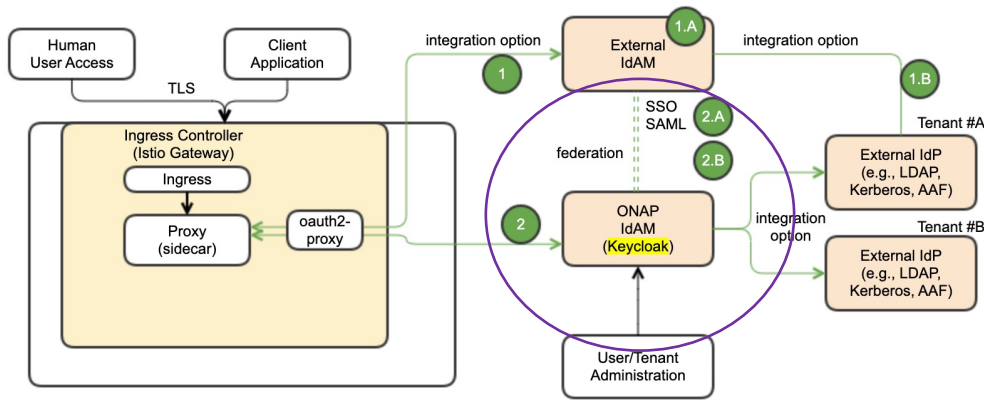 Human
User Access
Client
Application
TLS
Ingress Controller
(Istio Gateway)
Ingress
Proxy
(sidecar)
oauth2-
proxy
integration option
1
2
External
IdAM
1.A
integration option
1.B
SSO
SAML
2.A
2.B
federation
ONAP
IdAM
(Keycloak)
integration
option
Tenant #A
External IdP
(e.g., LDAP,
Kerberos, AAF)
Tenant #B
External IdP
(e.g., LDAP,
Kerberos, AAF)
User/Tenant
Administration